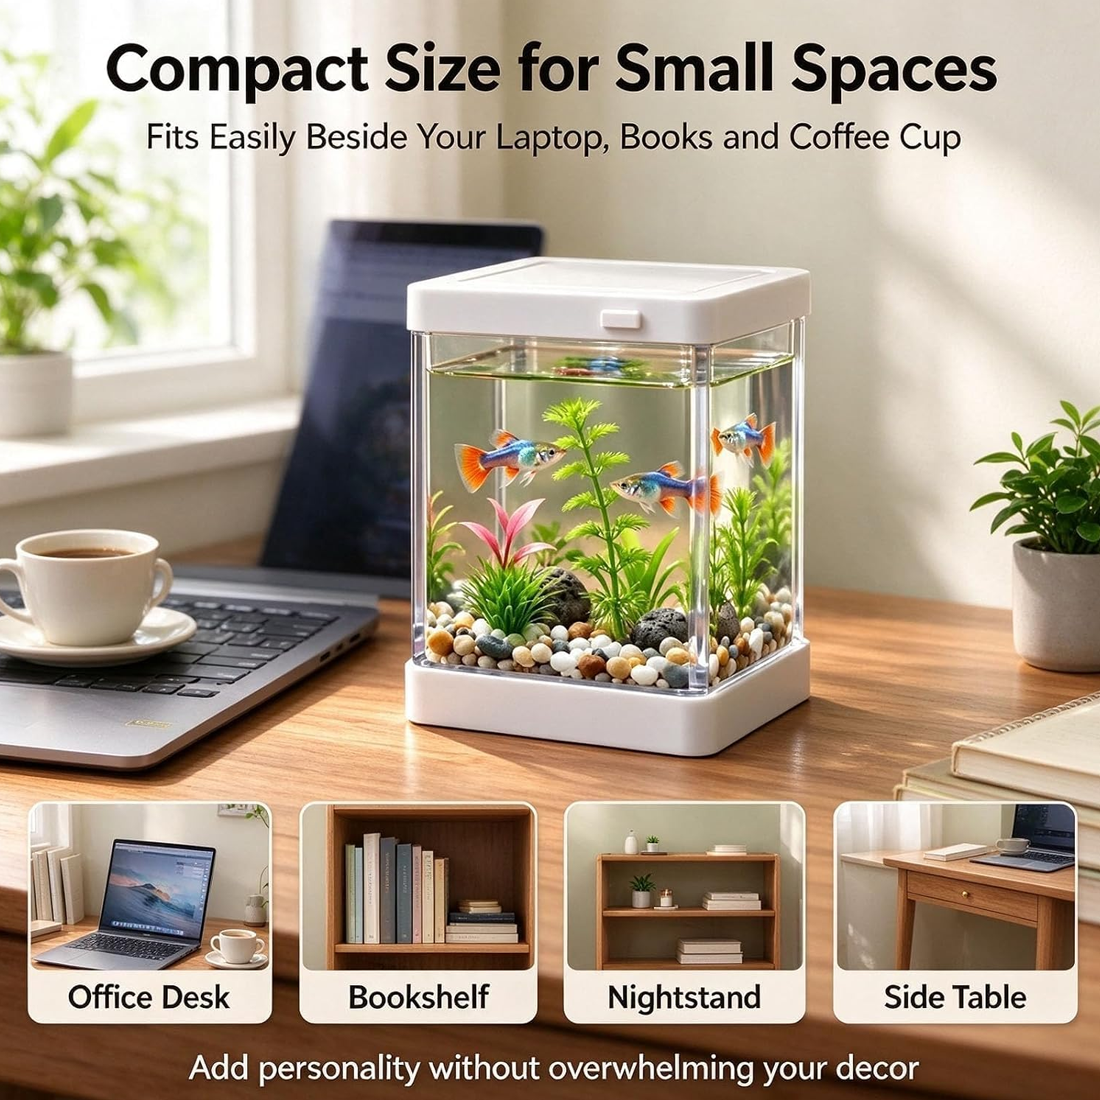 Compact Size for Small Spaces
Fits Easily Beside Your Laptop, Books and Coffee Cup
Office Desk
Bookshelf
Nightstand
Side Table
Add personality without overwhelming your decor